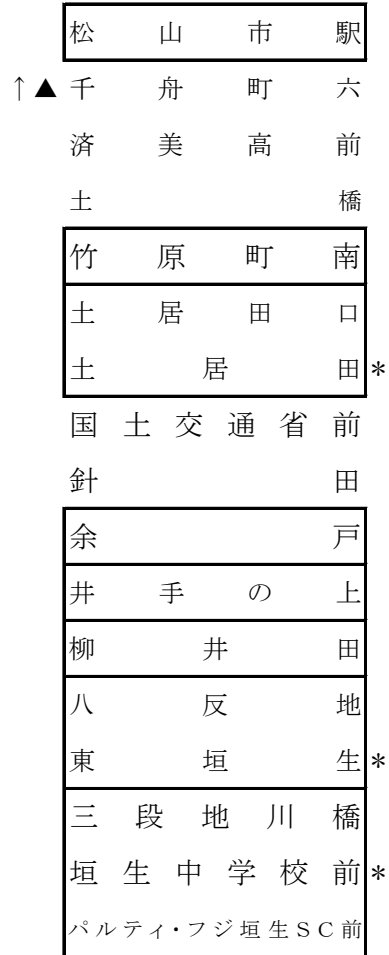 松山市駅
↑▲千舟町六
済美高前
土橋
竹原町南
土居田口
土居田*
国土交通省前
針田
余戸
井手の上
柳井田
八反地
東垣生*
三段地川橋
垣生中学校前*
パルティ・フジ垣生SC前